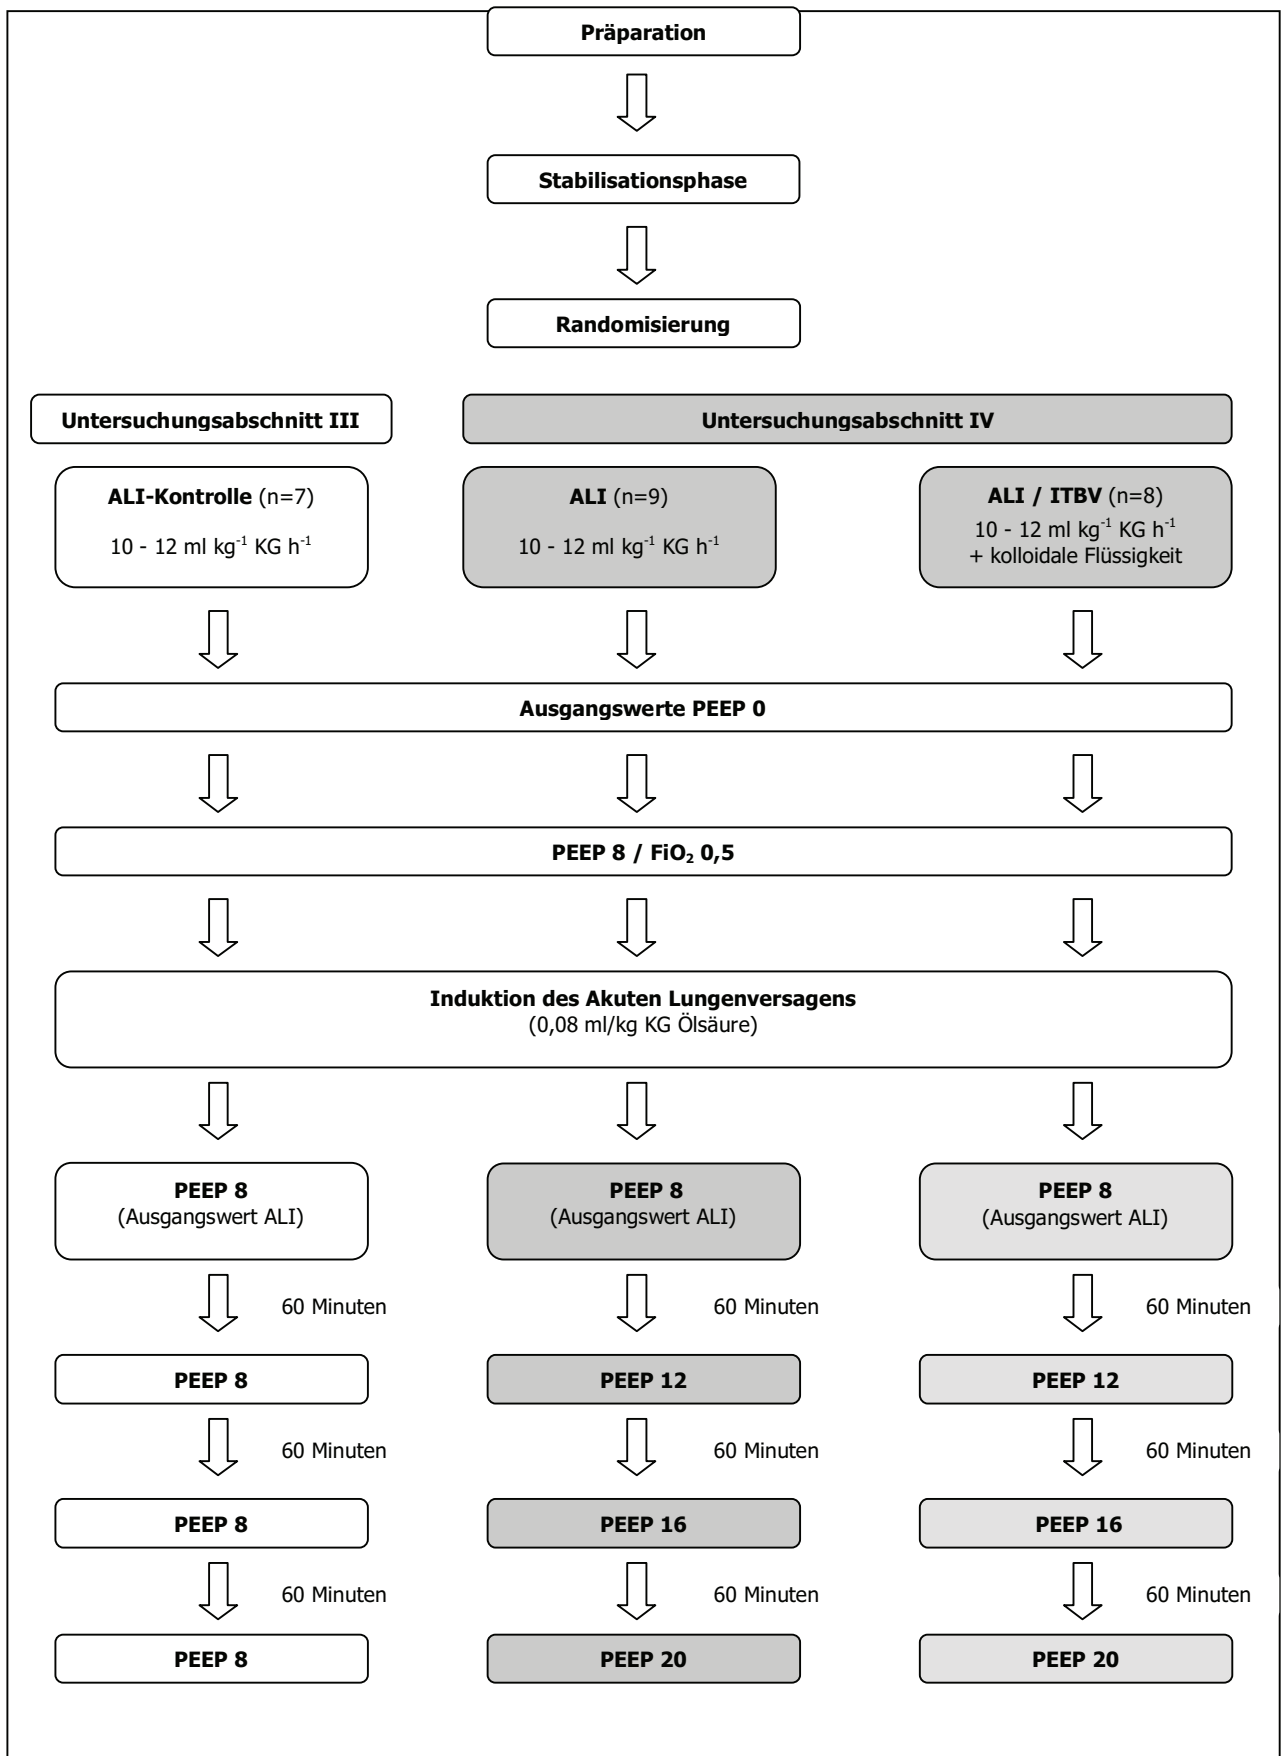 Präparation
Stabilisationsphase
Randomisierung
Untersuchungsabschnitt III
Untersuchungsabschnitt IV
ALI-Kontrolle (n=7)
10 - 12 ml kg⁻¹ KG h⁻¹
ALI (n=9)
10 - 12 ml kg⁻¹ KG h⁻¹
ALI / ITBV (n=8)
10 - 12 ml kg⁻¹ KG h⁻¹
+ kolloidale Flüssigkeit
Ausgangswerte PEEP 0
PEEP 8 / FiO₂ 0,5
Induktion des Akuten Lungenversagens
(0,08 ml/kg KG Ölsäure)
PEEP 8
(Ausgangswert ALI)
PEEP 8
(Ausgangswert ALI)
PEEP 8
(Ausgangswert ALI)
60 Minuten
60 Minuten
60 Minuten
PEEP 8
PEEP 12
PEEP 12
60 Minuten
60 Minuten
60 Minuten
PEEP 8
PEEP 16
PEEP 16
60 Minuten
60 Minuten
60 Minuten
PEEP 8
PEEP 20
PEEP 20